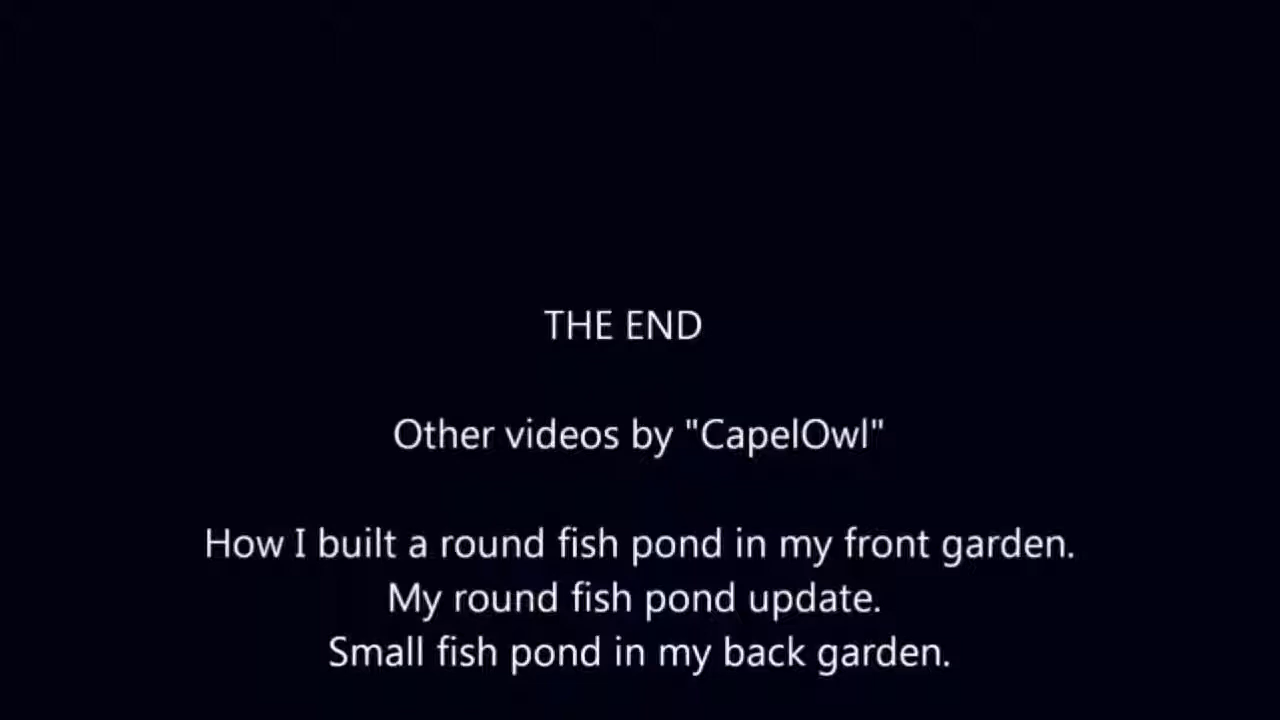 THE END
Other videos by "CapelOwl"
How I built a round fish pond in my front garden.
My round fish pond update.
Small fish pond in my back garden.